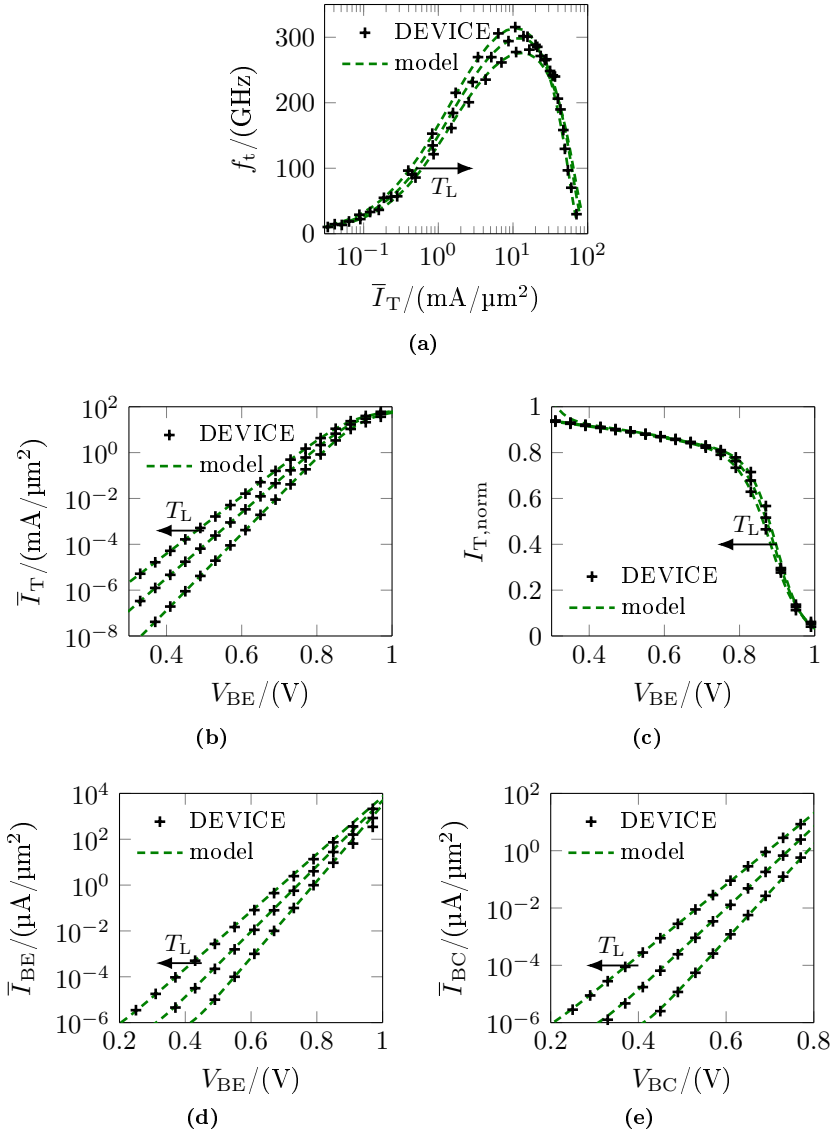 300
200
100
0
f_t/(GHz)
DEVICE
model
T_L
10^−1 10^0 10^1 10^2
I̅_T/(mA/µm²)
(a)
10^2
10^0
10^−2
10^−4
10^−6
10^−8
I̅_T/(mA/µm²)
DEVICE
model
T_L
0.4 0.6 0.8 1
V_BE/(V)
(b)
1
0.8
0.6
0.4
0.2
0
I_T,norm
T_L
DEVICE
model
0.4 0.6 0.8 1
V_BE/(V)
(c)
10^4
10^2
10^0
10^−2
10^−4
10^−6
I̅_BE/(µA/µm²)
DEVICE
model
T_L
0.2 0.4 0.6 0.8 1
V_BE/(V)
(d)
10^2
10^0
10^−2
10^−4
10^−6
I̅_BC/(µA/µm²)
DEVICE
model
T_L
0.2 0.4 0.6 0.8
V_BC/(V)
(e)